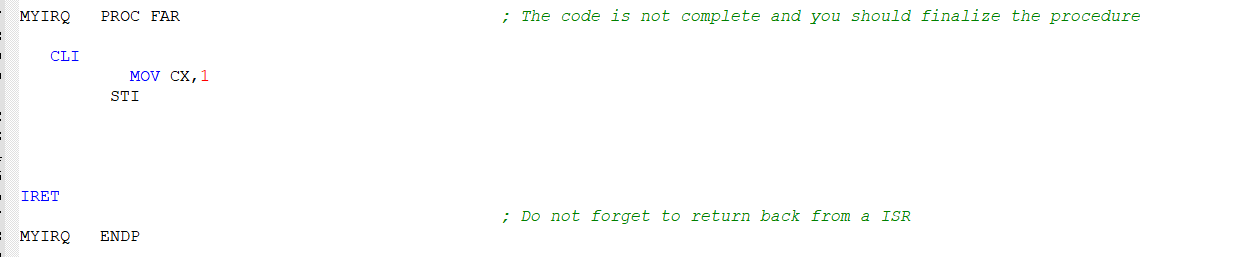 MYIRQ PROC FAR ; The code is not complete and you should finalize the procedure
CLI
MOV CX,1
STI
IRET
; Do not forget to return back from a ISR
MYIRQ ENDP